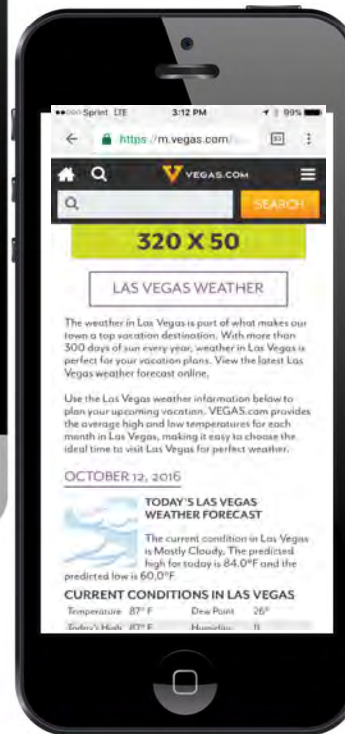 Sprint LTE 3:12 PM 99%
https://m.vegas.com/
VEGAS.COM
SEARCH
320 X 50
LAS VEGAS WEATHER
The weather in Las Vegas is part of what makes our
town a top vacation destination. With more than
300 days of sun every year, weather in Las Vegas is
perfect for your vacation plans. View the latest Las
Vegas weather forecast online.
Use the Las Vegas weather information below to
plan your upcoming vacation. VEGAS.com provides
the average high and low temperatures for each
month in Las Vegas, making it easy to choose the
ideal time to visit Las Vegas for perfect weather.
OCTOBER 12, 2016
TODAY'S LAS VEGAS
WEATHER FORECAST
The current condition in Las Vegas
is Mostly Cloudy. The predicted
high for today is 84.0°F and the
predicted low is 60.0°F
CURRENT CONDITIONS IN LAS VEGAS
Temperature 87° F Dew Point 26°
Today's High 87° F Humidity 11